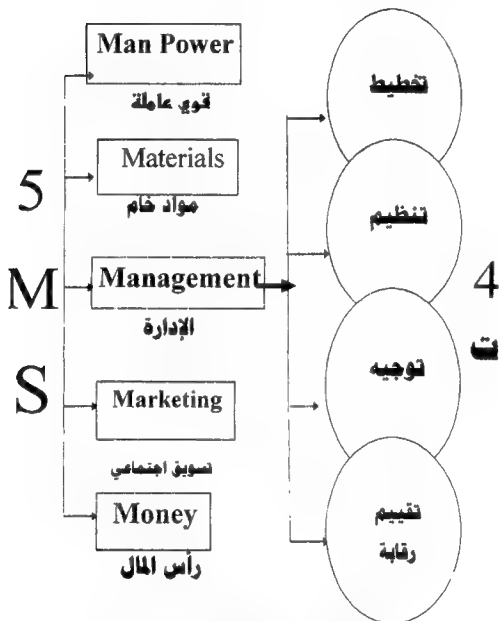 Man Power
قوي عاملة
Materials
مواد خام
Management
الإدارة
Marketing
تسويق اجتماعي
Money
رأس المال
5
M
S
تخطيط
تنظيم
توجيه
تقييم
رقابة
4
ت